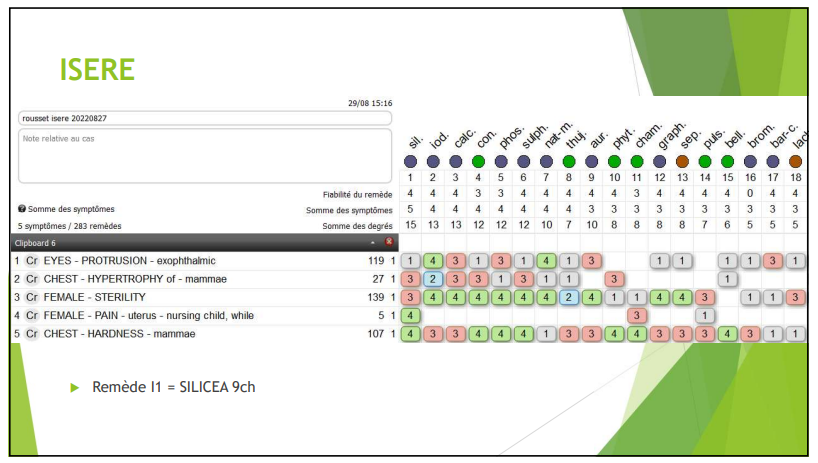 ISERE
29/08 15:16
rousset isere 20220827
Note relative au cas
sil. iod. calc. con. phos. sulph. nat-m. thuj. aur. phyt. cham. graph. sep. puls. bell. brom. bar-c. lact
1 2 3 4 5 6 7 8 9 10 11 12 13 14 15 16 17 18
Fiabilité du remède 4 4 4 3 3 4 4 4 4 4 3 4 4 4 4 0 4 4
? Somme des symptômes Somme des symptômes 5 4 4 4 4 4 4 4 3 3 3 3 3 3 3 3 3 3
5 symptômes / 283 remèdes Somme des degrés 15 13 13 12 12 12 10 7 10 8 8 8 8 7 6 5 5 5
Clipboard 6
1 Cr EYES - PROTRUSION - exophthalmic 119 1 1 4 3 1 3 1 4 1 3 1 1 1 1 3 1
2 Cr CHEST - HYPERTROPHY of - mammae 27 1 3 2 3 3 1 3 1 1 3 1
3 Cr FEMALE - STERILITY 139 1 3 4 4 4 4 4 4 2 4 1 1 4 4 3 1 1 3
4 Cr FEMALE - PAIN - uterus - nursing child, while 5 1 4 3 1
5 Cr CHEST - HARDNESS - mammae 107 1 4 3 3 4 4 4 1 3 3 4 4 3 3 3 4 3 1 1
Remède I1 = SILICEA 9ch